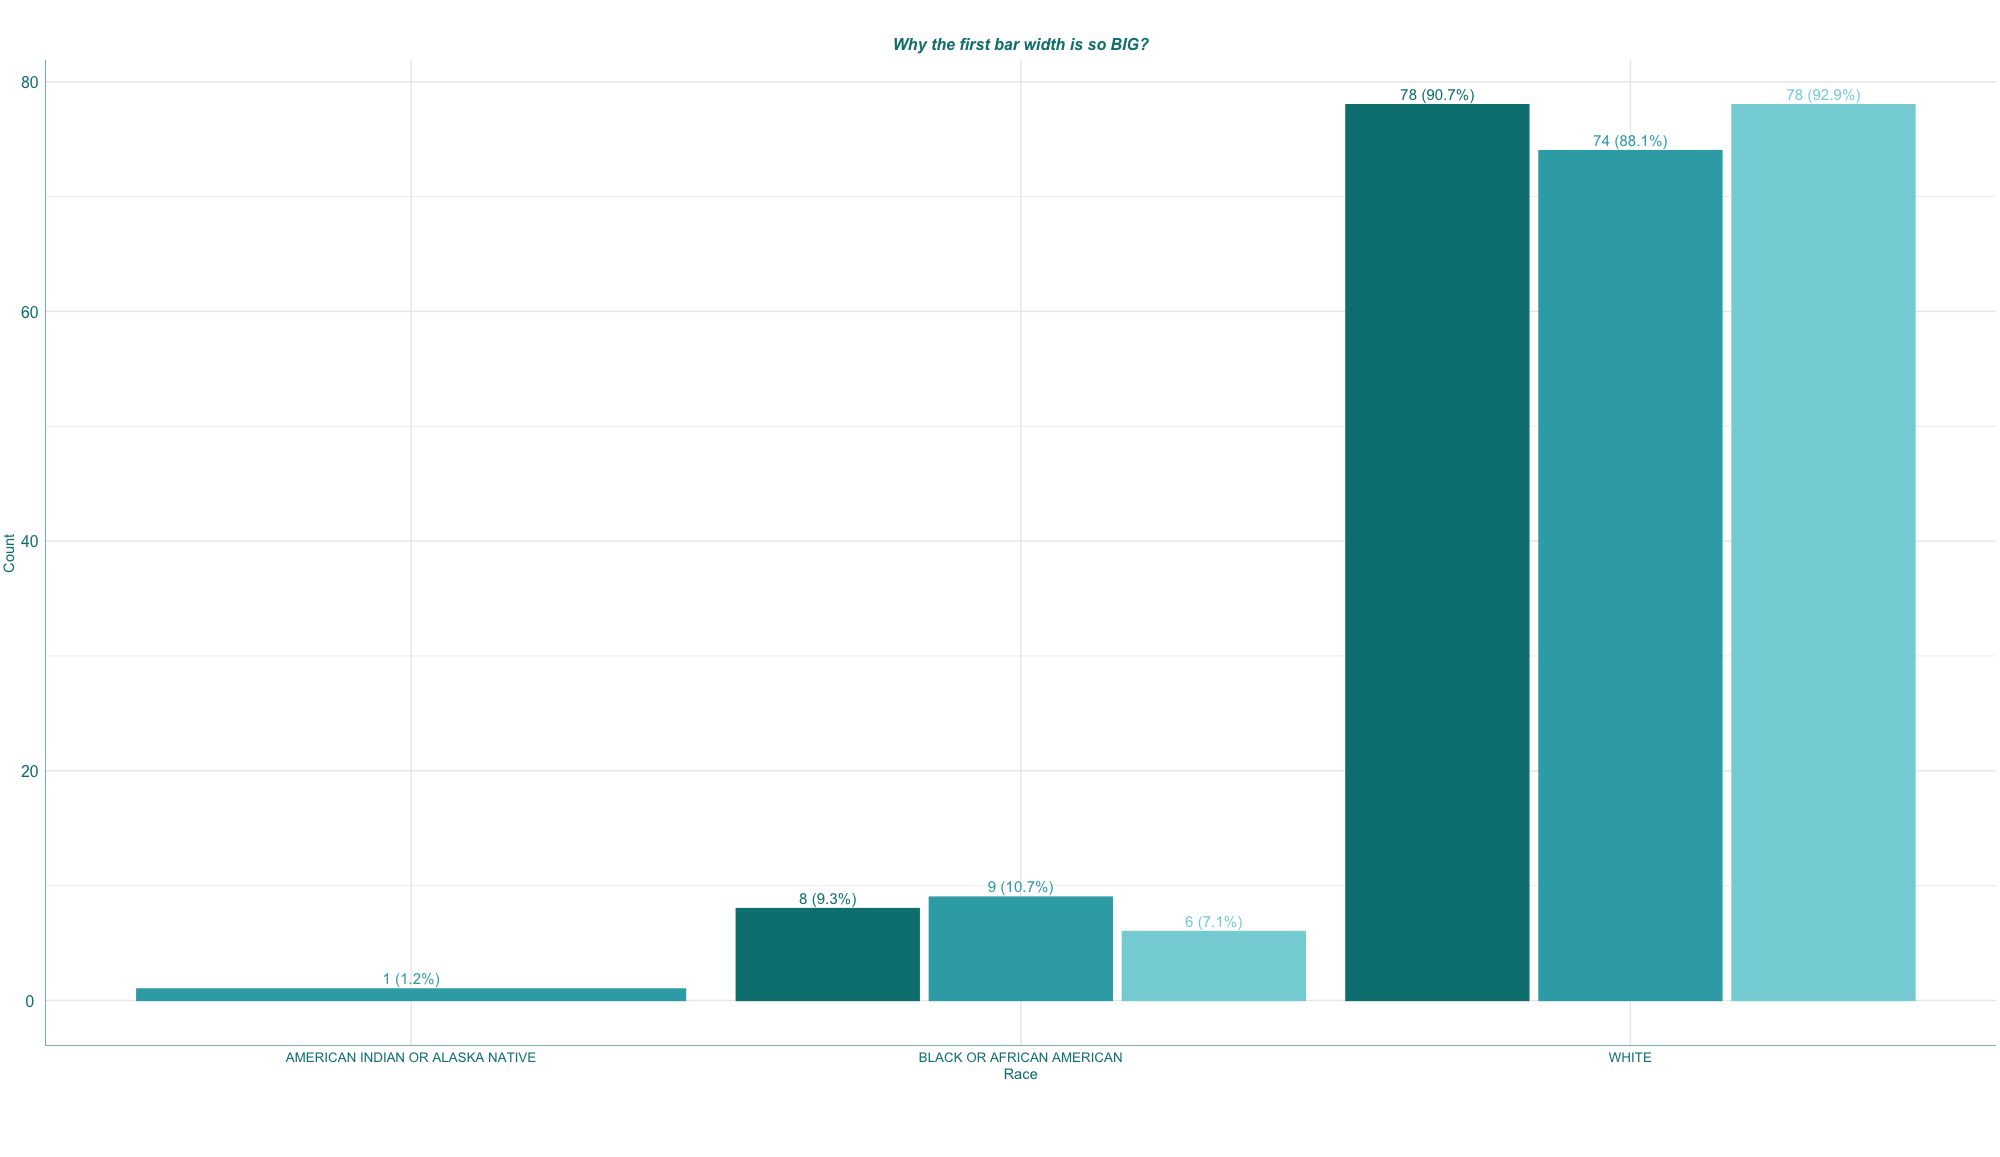 Why the first bar width is so BIG?
80
78 (90.7%)
78 (92.9%)
74 (88.1%)
60
40
Count
20
8 (9.3%)
9 (10.7%)
6 (7.1%)
1 (1.2%)
0
AMERICAN INDIAN OR ALASKA NATIVE
BLACK OR AFRICAN AMERICAN
WHITE
Race